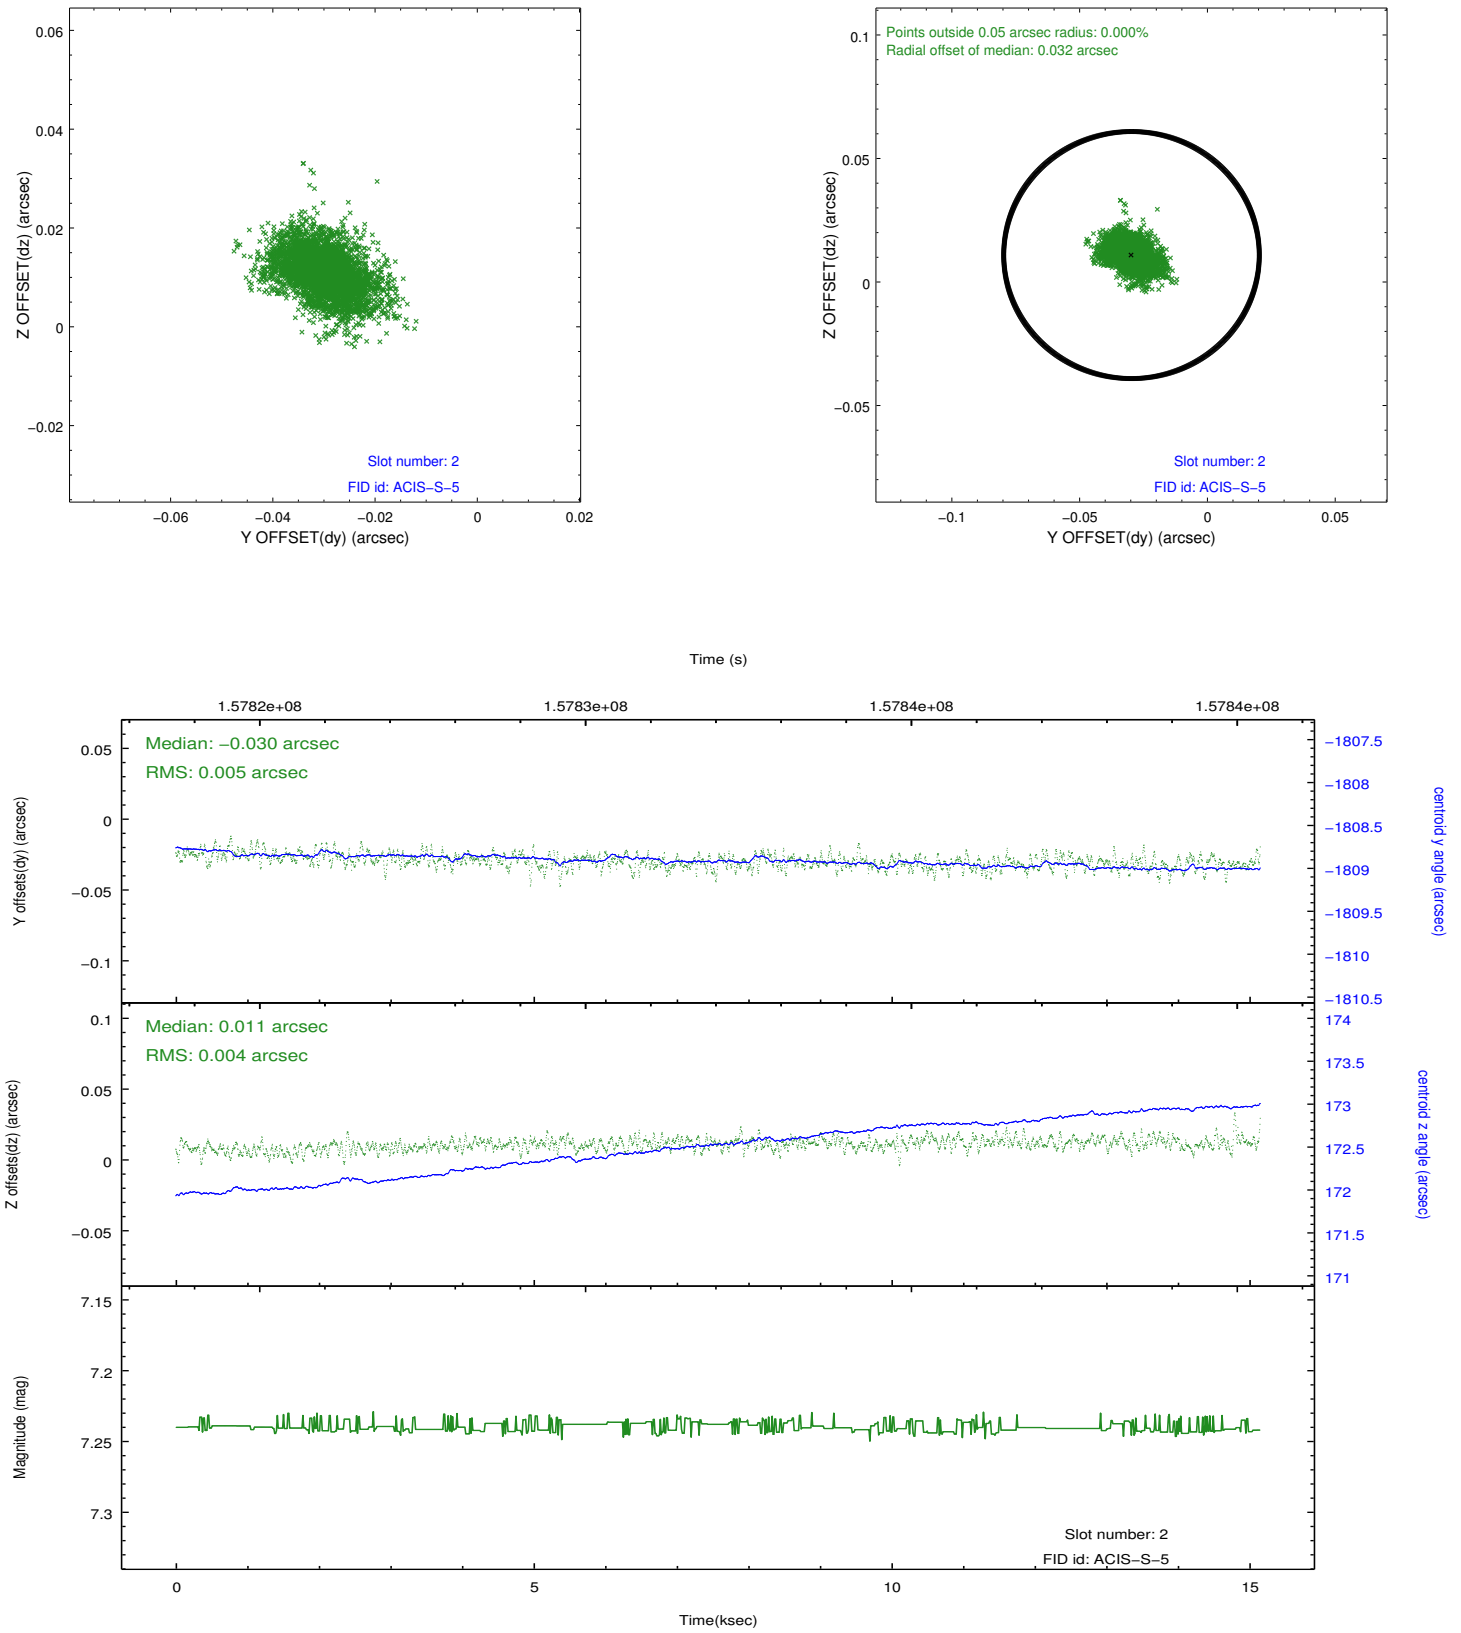 0.06
0.04
0.02
0
−0.02
Z OFFSET(dz) (arcsec)
Slot number: 2
FID id: ACIS−S−5
−0.06
−0.04
−0.02
0
0.02
Y OFFSET(dy) (arcsec)
Points outside 0.05 arcsec radius: 0.000%
Radial offset of median: 0.032 arcsec
0.1
0.05
0
−0.05
Z OFFSET(dz) (arcsec)
Slot number: 2
FID id: ACIS−S−5
−0.1
−0.05
0
0.05
Y OFFSET(dy) (arcsec)
Time (s)
1.5782e+08
1.5783e+08
1.5784e+08
1.5784e+08
Median: −0.030 arcsec
RMS: 0.005 arcsec
0.05
0
−0.05
−0.1
Y offsets(dy) (arcsec)
−1807.5
−1808
−1808.5
−1809
−1809.5
−1810
−1810.5
centroid y angle (arcsec)
Median: 0.011 arcsec
RMS: 0.004 arcsec
0.1
0.05
0
−0.05
Z offsets(dz) (arcsec)
174
173.5
173
172.5
172
171.5
171
centroid z angle (arcsec)
7.15
7.2
7.25
7.3
Magnitude (mag)
Slot number: 2
FID id: ACIS−S−5
0
5
10
15
Time(ksec)